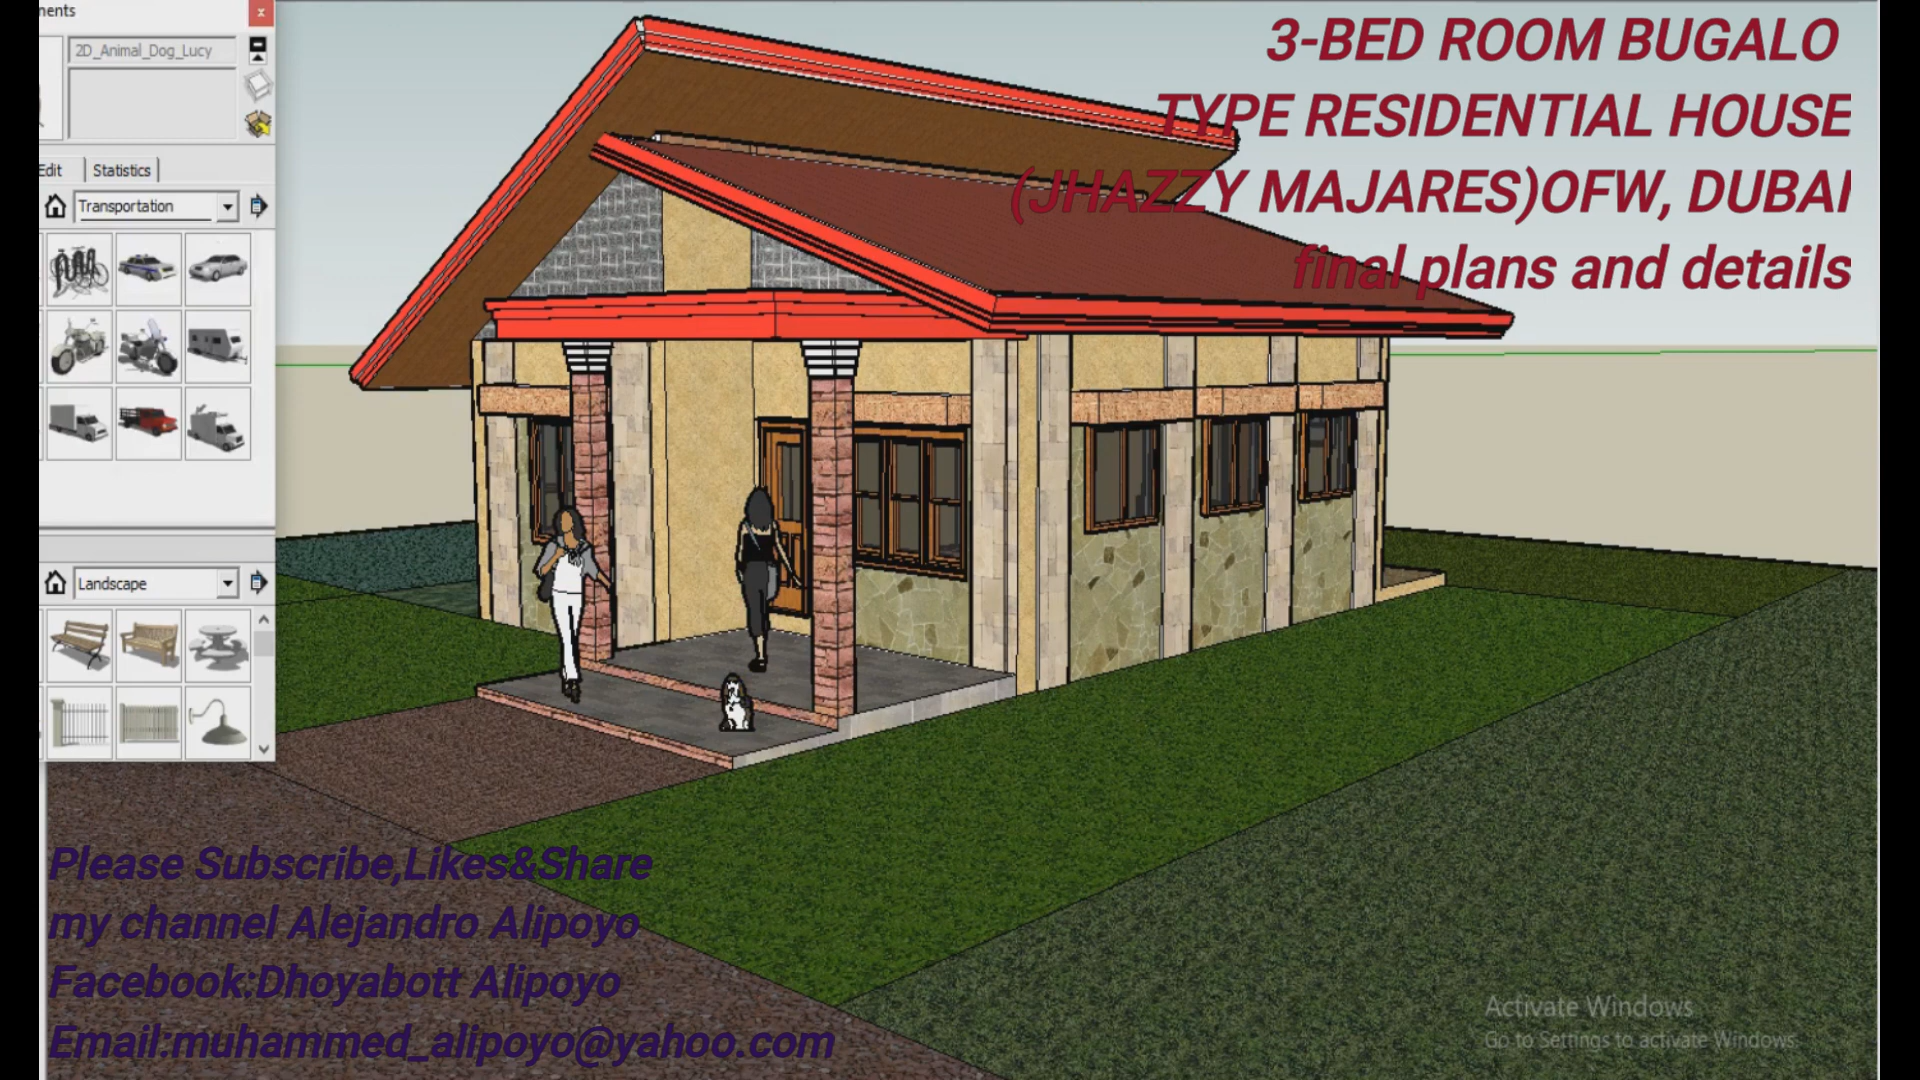 nents
2D_Animal_Dog_Lucy
Edit
Statistics
Transportation
Landscape
3-BED ROOM BUGALO
TYPE RESIDENTIAL HOUSE
(JHAZZY MAJARES)OFW, DUBAI
final plans and details
Please Subscribe,Likes&Share
my channel Alejandro Alipoyo
Facebook:Dhoyabott Alipoyo
Email:muhammed_alipoyo@yahoo.com
Activate Windows
Go to Settings to activate Windows.